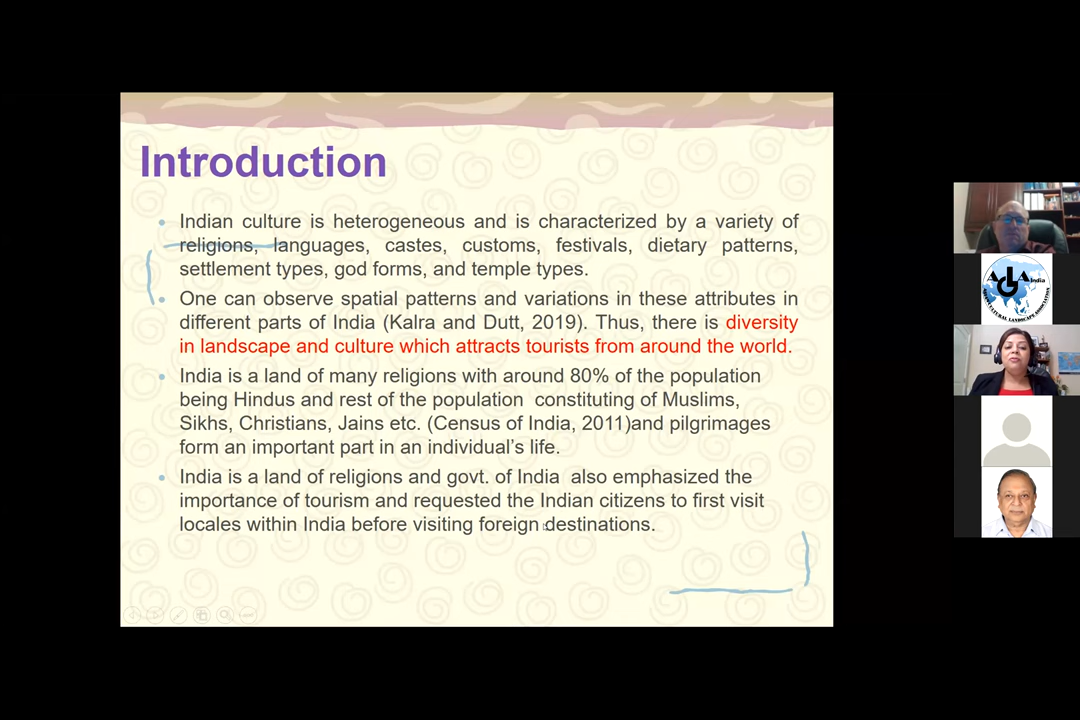 Introduction
• Indian culture is heterogeneous and is characterized by a variety of
religions, languages, castes, customs, festivals, dietary patterns,
settlement types, god forms, and temple types.
• One can observe spatial patterns and variations in these attributes in
different parts of India (Kalra and Dutt, 2019). Thus, there is diversity
in landscape and culture which attracts tourists from around the world.
• India is a land of many religions with around 80% of the population
being Hindus and rest of the population constituting of Muslims,
Sikhs, Christians, Jains etc. (Census of India, 2011)and pilgrimages
form an important part in an individual’s life.
• India is a land of religions and govt. of India also emphasized the
importance of tourism and requested the Indian citizens to first visit
locales within India before visiting foreign destinations.
India